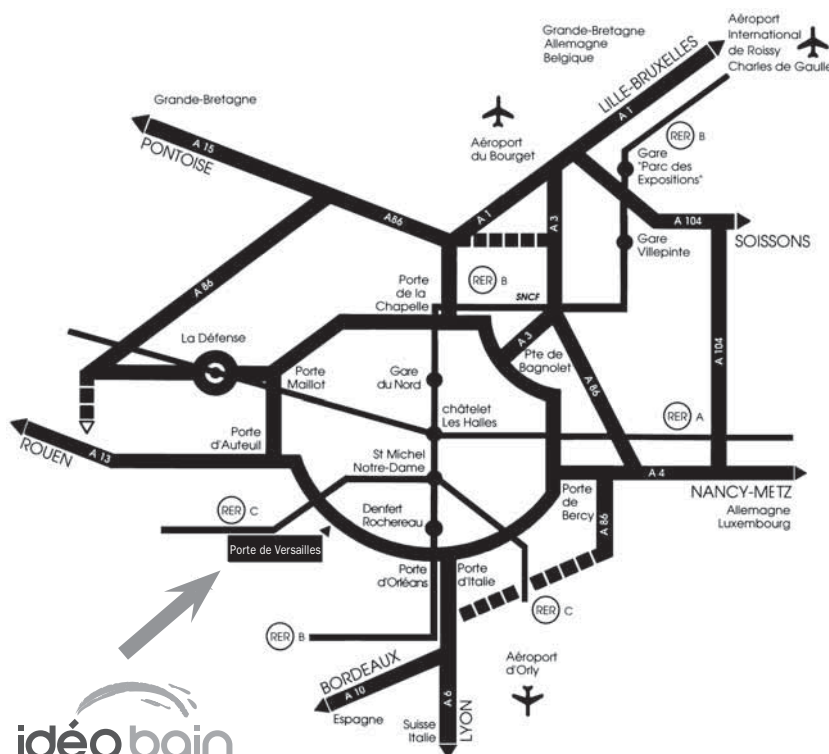 Aéroport
International
de Roissy
Charles de Gaulle
Grande-Bretagne
Allemagne
Belgique
LILLE-BRUXELLES
A 1
Grande-Bretagne
A 15
PONTOISE
Aéroport
du Bourget
RER B
Gare
"Parc des
Expositions"
A86
A 1
A 3
A 104
SOISSONS
Gare
Villepinte
A 86
Porte
de la
Chapelle
RER B
SNCF
La Défense
A 3
Pte de
Bagnolet
A 104
Porte
Maillot
Gare
du Nord
A 86
châtelet
Les Halles
RER A
Porte
d'Auteuil
ROUEN
A 13
St Michel
Notre-Dame
A 4
NANCY-METZ
Allemagne
Luxembourg
Porte
de
Bercy
A 86
RER C
Denfert
Rochereau
Porte de Versailles
Porte
d'Orléans
Porte
d'Italie
RER C
RER B
BORDEAUX
A 10
Espagne
Aéroport
d'Orly
A 6
LYON
Suisse
Italie
idéobain